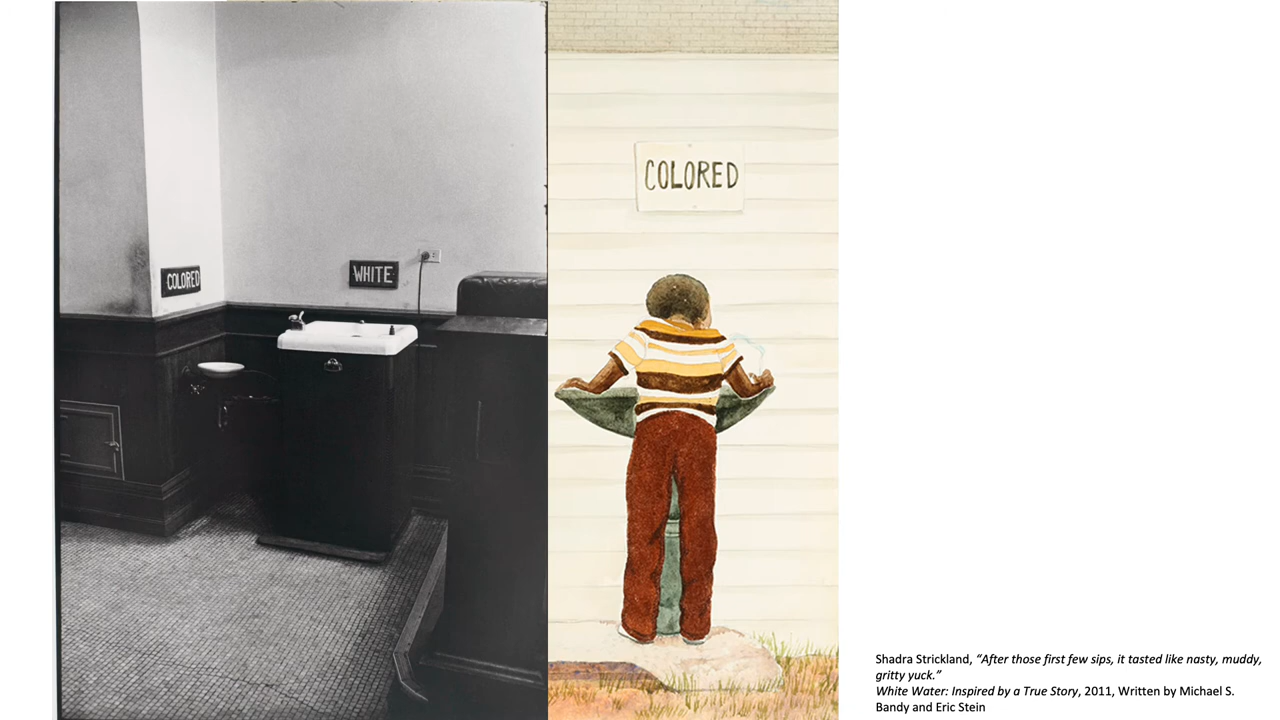 COLORED
WHITE
COLORED
Shadra Strickland, “After those first few sips, it tasted like nasty, muddy,
gritty yuck.”
White Water: Inspired by a True Story, 2011, Written by Michael S.
Bandy and Eric Stein